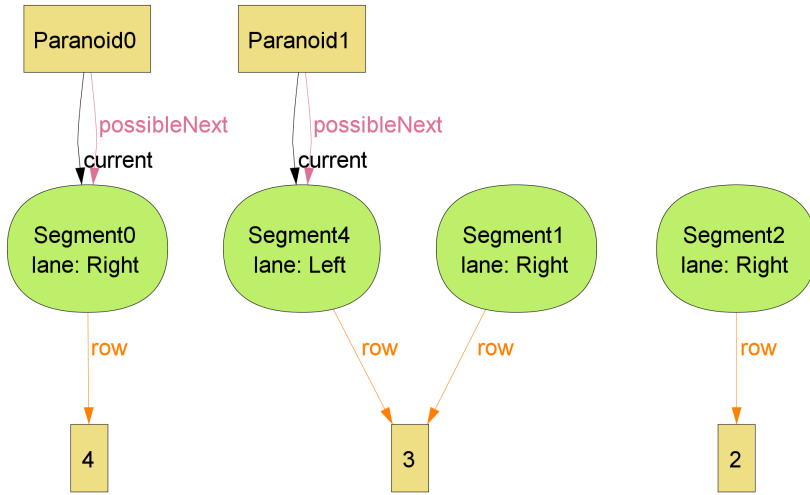 Paranoid0
Paranoid1
possibleNext
possibleNext
current
current
Segment0
lane: Right
Segment4
lane: Left
Segment1
lane: Right
Segment2
lane: Right
row
row
row
row
4
3
2